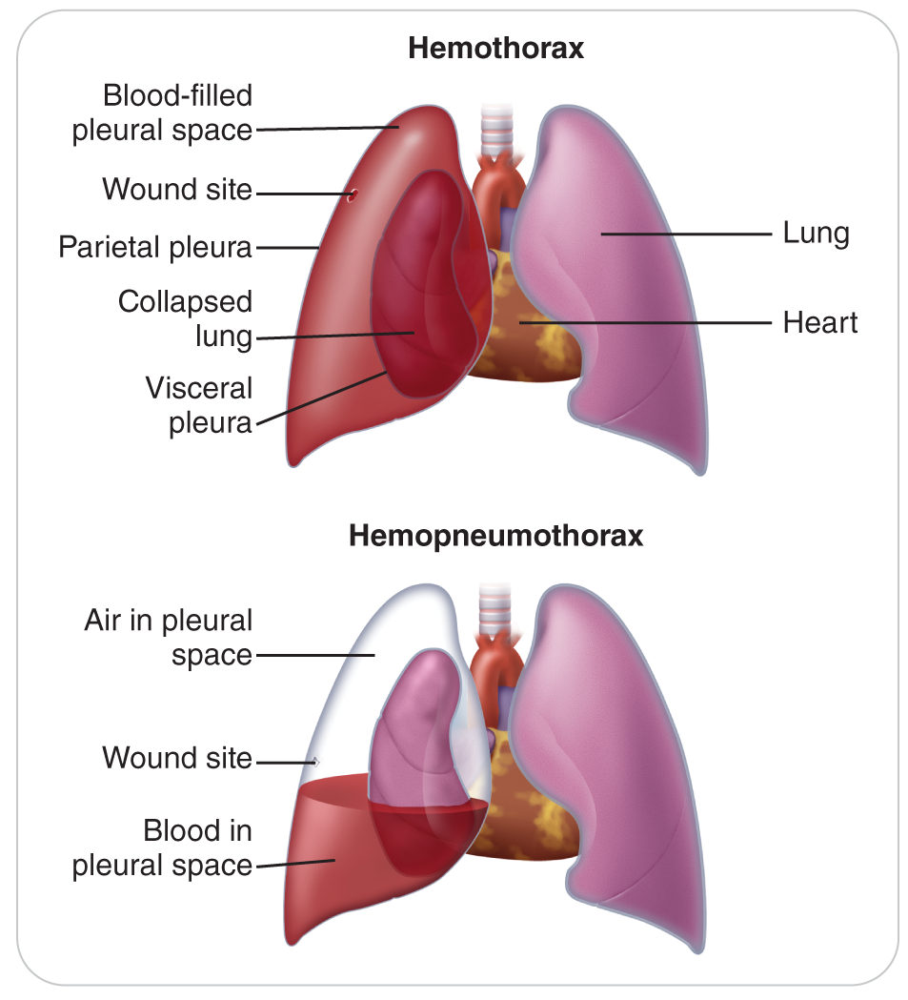 Hemothorax
Blood-filled
pleural space
Wound site
Parietal pleura
Collapsed
lung
Visceral
pleura
Lung
Heart
Hemopneumothorax
Air in pleural
space
Wound site
Blood in
pleural space